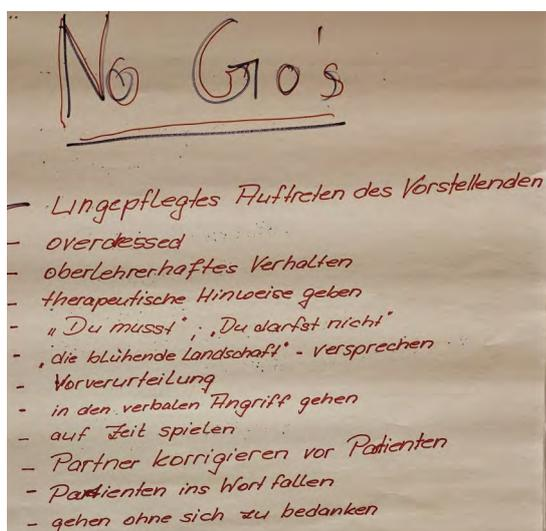 No Go's
- Ungepflegtes Auftreten des Vorstellenden
- overdessed
- oberlehrerhaftes Verhalten
- therapeutische Hinweise geben
- „Du musst“; „Du darfst nicht“
- „die blühende Landschaft“ - versprechen
- Vorverurteilung
- in den verbalen Angriff gehen
- auf Zeit spielen
- Partner korrigieren vor Patienten
- Patienten ins Wort fallen
- gehen ohne sich zu bedanken